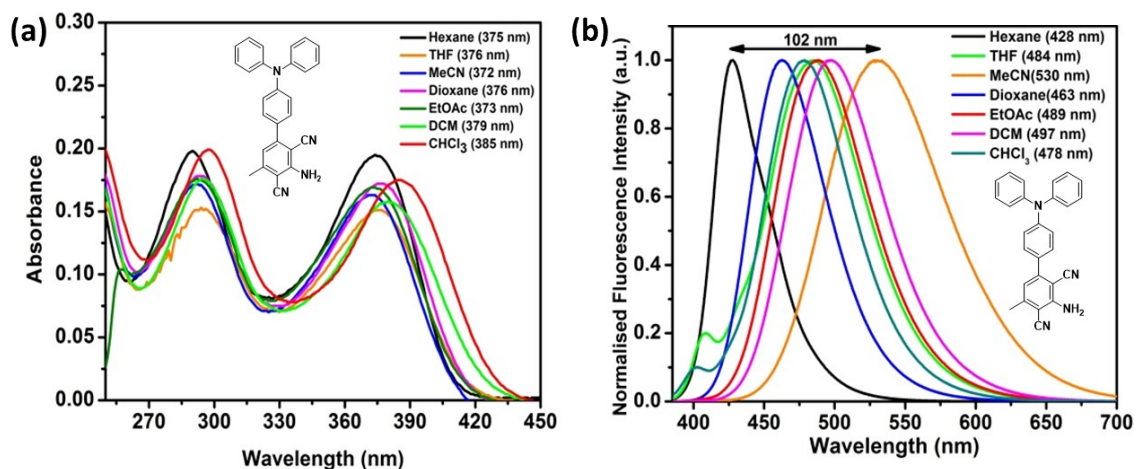 (a)
Absorbance
0.30
0.25
0.20
0.15
0.10
0.05
0.00
270
300
330
360
390
420
450
Wavelength (nm)
Hexane (375 nm)
THF (376 nm)
MeCN (372 nm)
Dioxane (376 nm)
EtOAc (373 nm)
DCM (379 nm)
CHCl3 (385 nm)
N
CN
NH2
CN
(b)
Normalised Fluorescence Intensity (a.u.)
1.0
0.8
0.6
0.4
0.2
0.0
400
450
500
550
600
650
700
Wavelength (nm)
102 nm
Hexane (428 nm)
THF (484 nm)
MeCN(530 nm)
Dioxane(463 nm)
EtOAc (489 nm)
DCM (497 nm)
CHCl3 (478 nm)
N
CN
NH2
CN